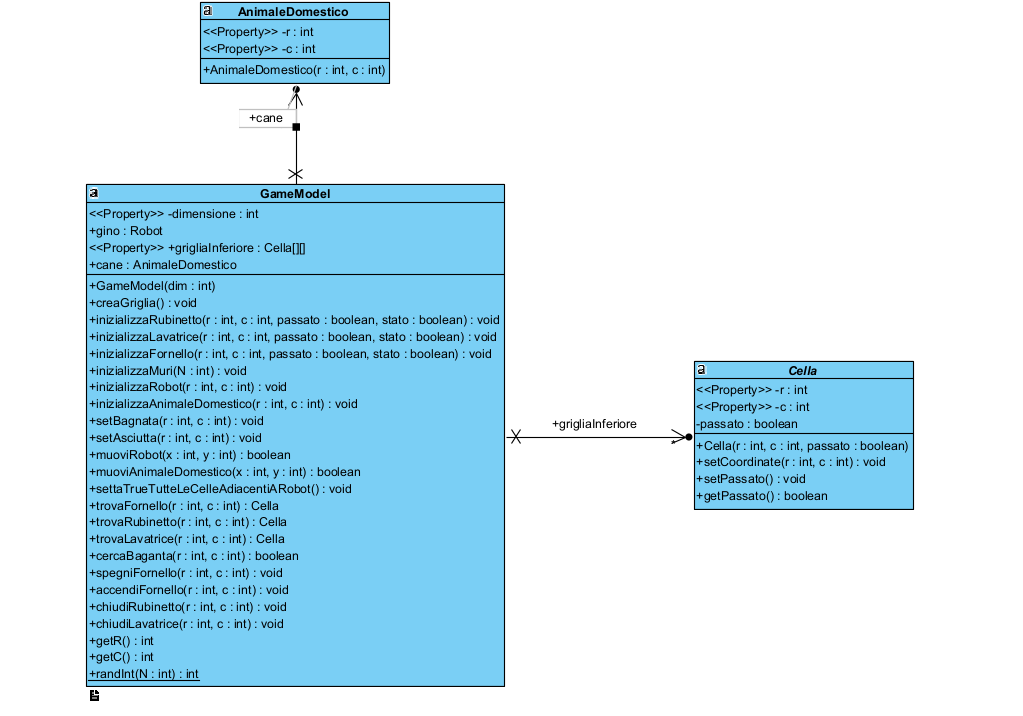 a
AnimaleDomestico
<<Property>> -r : int
<<Property>> -c : int
+AnimaleDomestico(r : int, c : int)
+cane
a
GameModel
<<Property>> -dimensione : int
+gino : Robot
<<Property>> +grigliaInferiore : Cella[][]
+cane : AnimaleDomestico
+GameModel(dim : int)
+creaGriglia() : void
+inizializzaRubinetto(r : int, c : int, passato : boolean, stato : boolean) : void
+inizializzaLavatrice(r : int, c : int, passato : boolean, stato : boolean) : void
+inizializzaFornello(r : int, c : int, passato : boolean, stato : boolean) : void
+inizializzaMuri(N : int) : void
+inizializzaRobot(r : int, c : int) : void
+inizializzaAnimaleDomestico(r : int, c : int) : void
+setBagnata(r : int, c : int) : void
+setAsciutta(r : int, c : int) : void
+muoviRobot(x : int, y : int) : boolean
+muoviAnimaleDomestico(x : int, y : int) : boolean
+settaTrueTutteLeCelleAdiacentiARobot() : void
+trovaFornello(r : int, c : int) : Cella
+trovaRubinetto(r : int, c : int) : Cella
+trovaLavatrice(r : int, c : int) : Cella
+cercaBaganta(r : int, c : int) : boolean
+spegniFornello(r : int, c : int) : void
+accendiFornello(r : int, c : int) : void
+chiudiRubinetto(r : int, c : int) : void
+chiudiLavatrice(r : int, c : int) : void
+getR() : int
+getC() : int
+randInt(N : int) : int
+grigliaInferiore
*
a
Cella
<<Property>> -r : int
<<Property>> -c : int
-passato : boolean
+Cella(r : int, c : int, passato : boolean)
+setCoordinate(r : int, c : int) : void
+setPassato() : void
+getPassato() : boolean